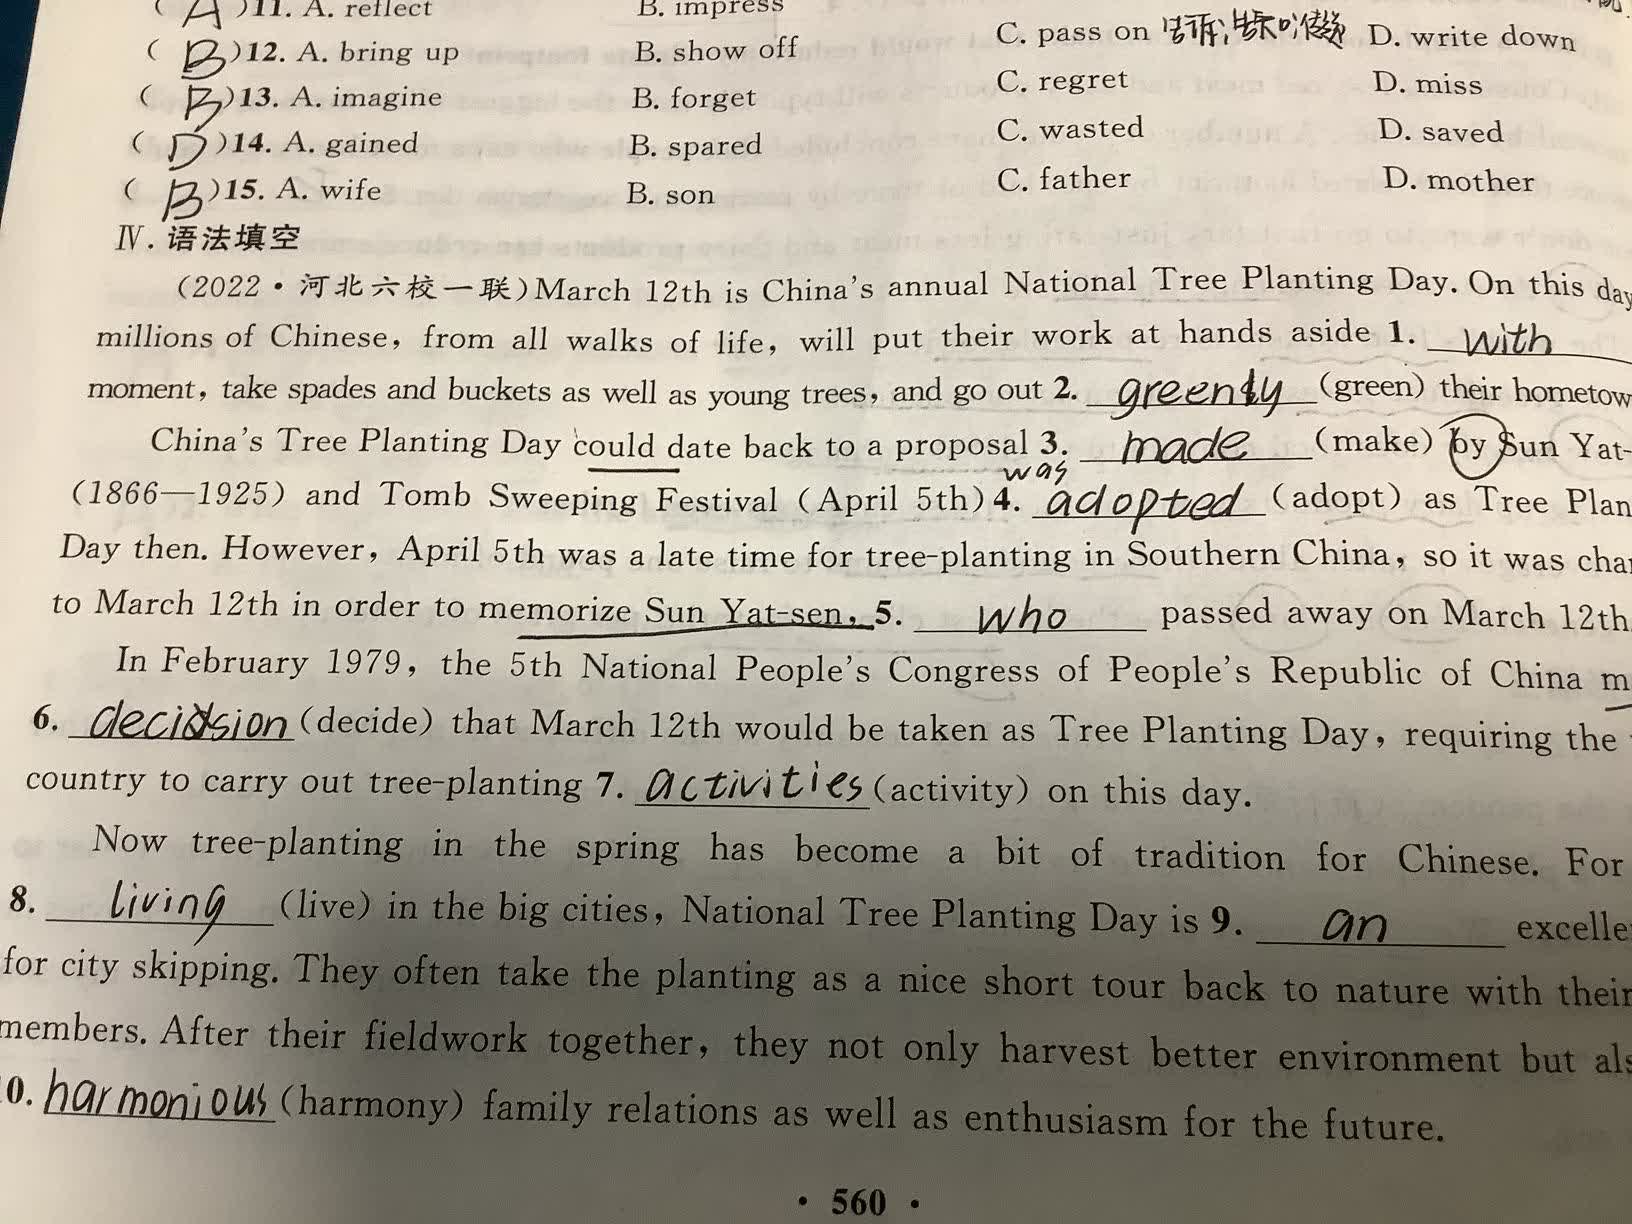 ( A )11. A. reflect B. impress
( B )12. A. bring up B. show off C. pass on 告诉; D. write down
( B )13. A. imagine B. forget C. regret D. miss
( D )14. A. gained B. spared C. wasted D. saved
( B )15. A. wife B. son C. father D. mother
Ⅳ. 语法填空
(2022·河北六校一联)March 12th is China's annual National Tree Planting Day. On this day
millions of Chinese, from all walks of life, will put their work at hands aside 1. with
moment, take spades and buckets as well as young trees, and go out 2. greenly (green) their hometow
China's Tree Planting Day could date back to a proposal 3. made (make) by Sun Yat-
(1866—1925) and Tomb Sweeping Festival (April 5th) 4. was adopted (adopt) as Tree Plan
Day then. However, April 5th was a late time for tree-planting in Southern China, so it was cha
to March 12th in order to memorize Sun Yat-sen, 5. who passed away on March 12th
In February 1979, the 5th National People's Congress of People's Republic of China m
6. decision (decide) that March 12th would be taken as Tree Planting Day, requiring the
country to carry out tree-planting 7. activities (activity) on this day.
Now tree-planting in the spring has become a bit of tradition for Chinese. For
8. living (live) in the big cities, National Tree Planting Day is 9. an excelle
for city skipping. They often take the planting as a nice short tour back to nature with their
members. After their fieldwork together, they not only harvest better environment but als
0. harmonious (harmony) family relations as well as enthusiasm for the future.
· 560 ·